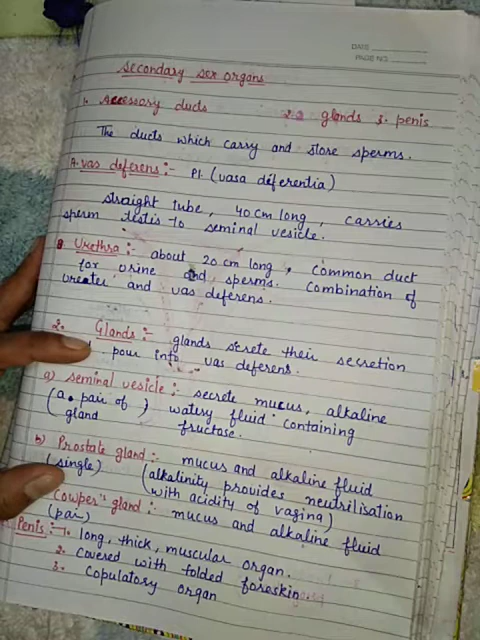 DATE
PAGE NO.
Secondary sex organs
1. Accessory ducts 2. glands 3. penis
The ducts which carry and store sperms.
A. vas deferens :- Pl. (vasa deferentia)
straight tube, 40 cm long, carries
sperm testis to seminal vesicle.
B Urethra :- about 20 cm long, common duct
for urine and sperms. Combination of
ureter and vas deferens.
2. Glands :- glands secrete their secretion
pour into vas deferens.
a) seminal vesicle :- secrete mucus, alkaline
(a pair of gland) watery fluid containing
fructose.
b) Prostate gland :- mucus and alkaline fluid
(single) (alkalinity provides neutrilisation
with acidity of vagina)
Cowper's gland :- mucus and alkaline fluid
(pair)
Penis :- 1. long, thick, muscular organ.
2. covered with folded foreskin.
3. Copulatory organ